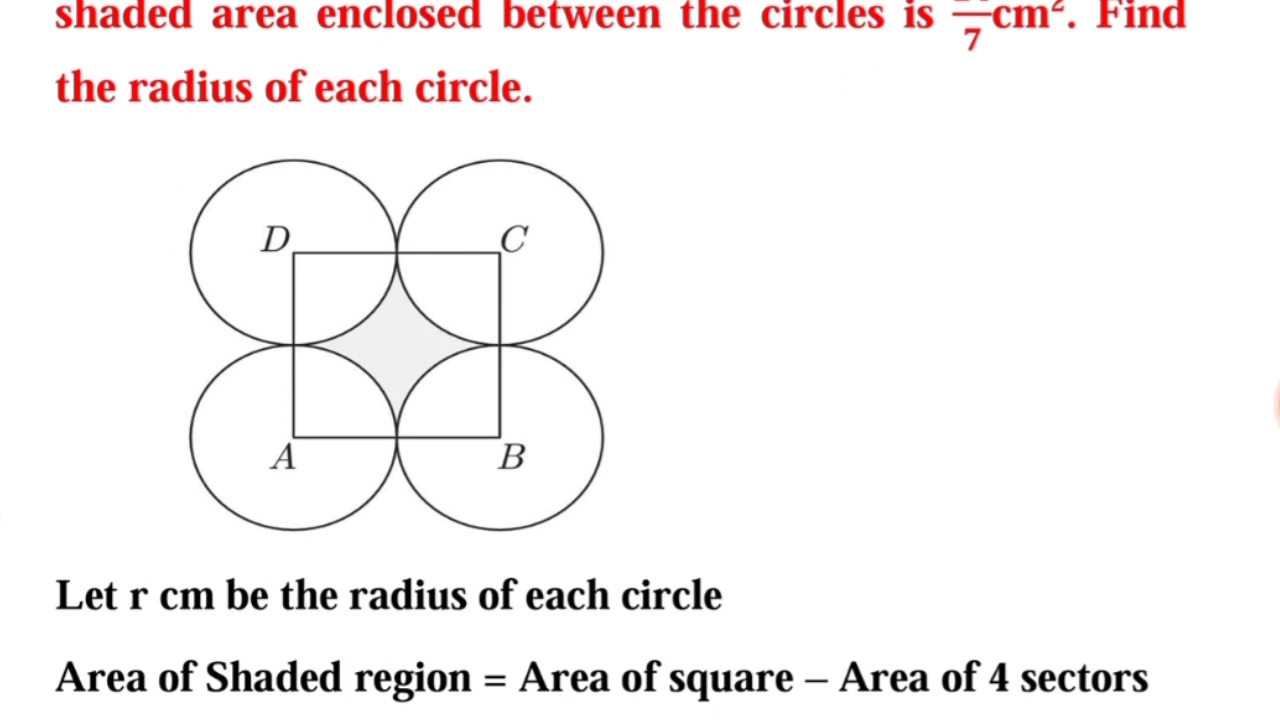 shaded area enclosed between the circles is /7 cm². Find
the radius of each circle.
D C
A B
Let r cm be the radius of each circle
Area of Shaded region = Area of square – Area of 4 sectors